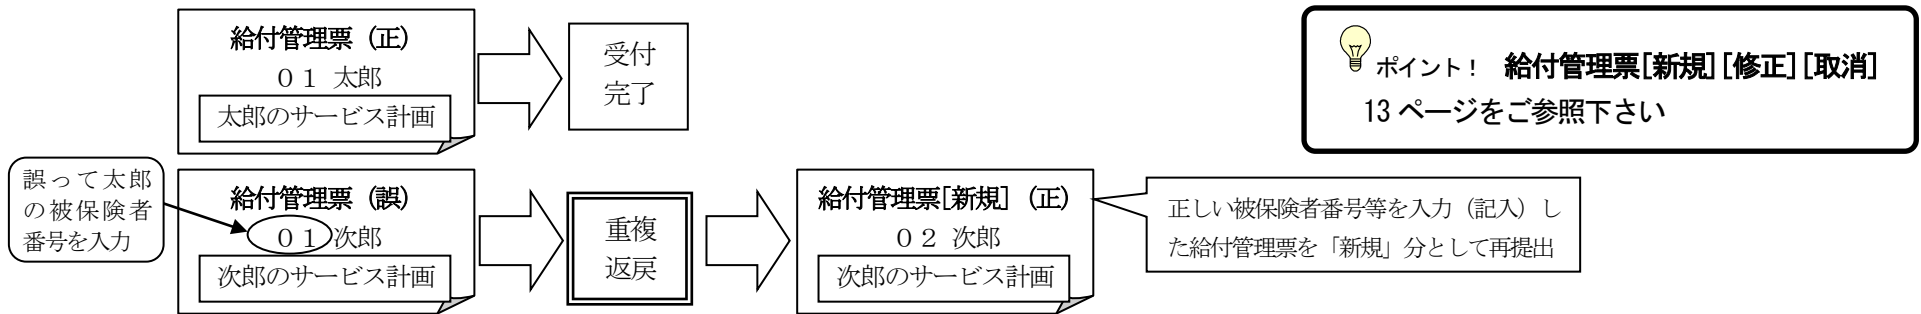 給付管理票（正）
０１ 太郎
太郎のサービス計画
受付
完了
ポイント！ 給付管理票[新規][修正][取消]
13 ページをご参照下さい
誤って太郎
の被保険者
番号を入力
給付管理票（誤）
０１ 次郎
次郎のサービス計画
重複
返戻
給付管理票[新規]（正）
０２ 次郎
次郎のサービス計画
正しい被保険者番号等を入力（記入）し
た給付管理票を「新規」分として再提出